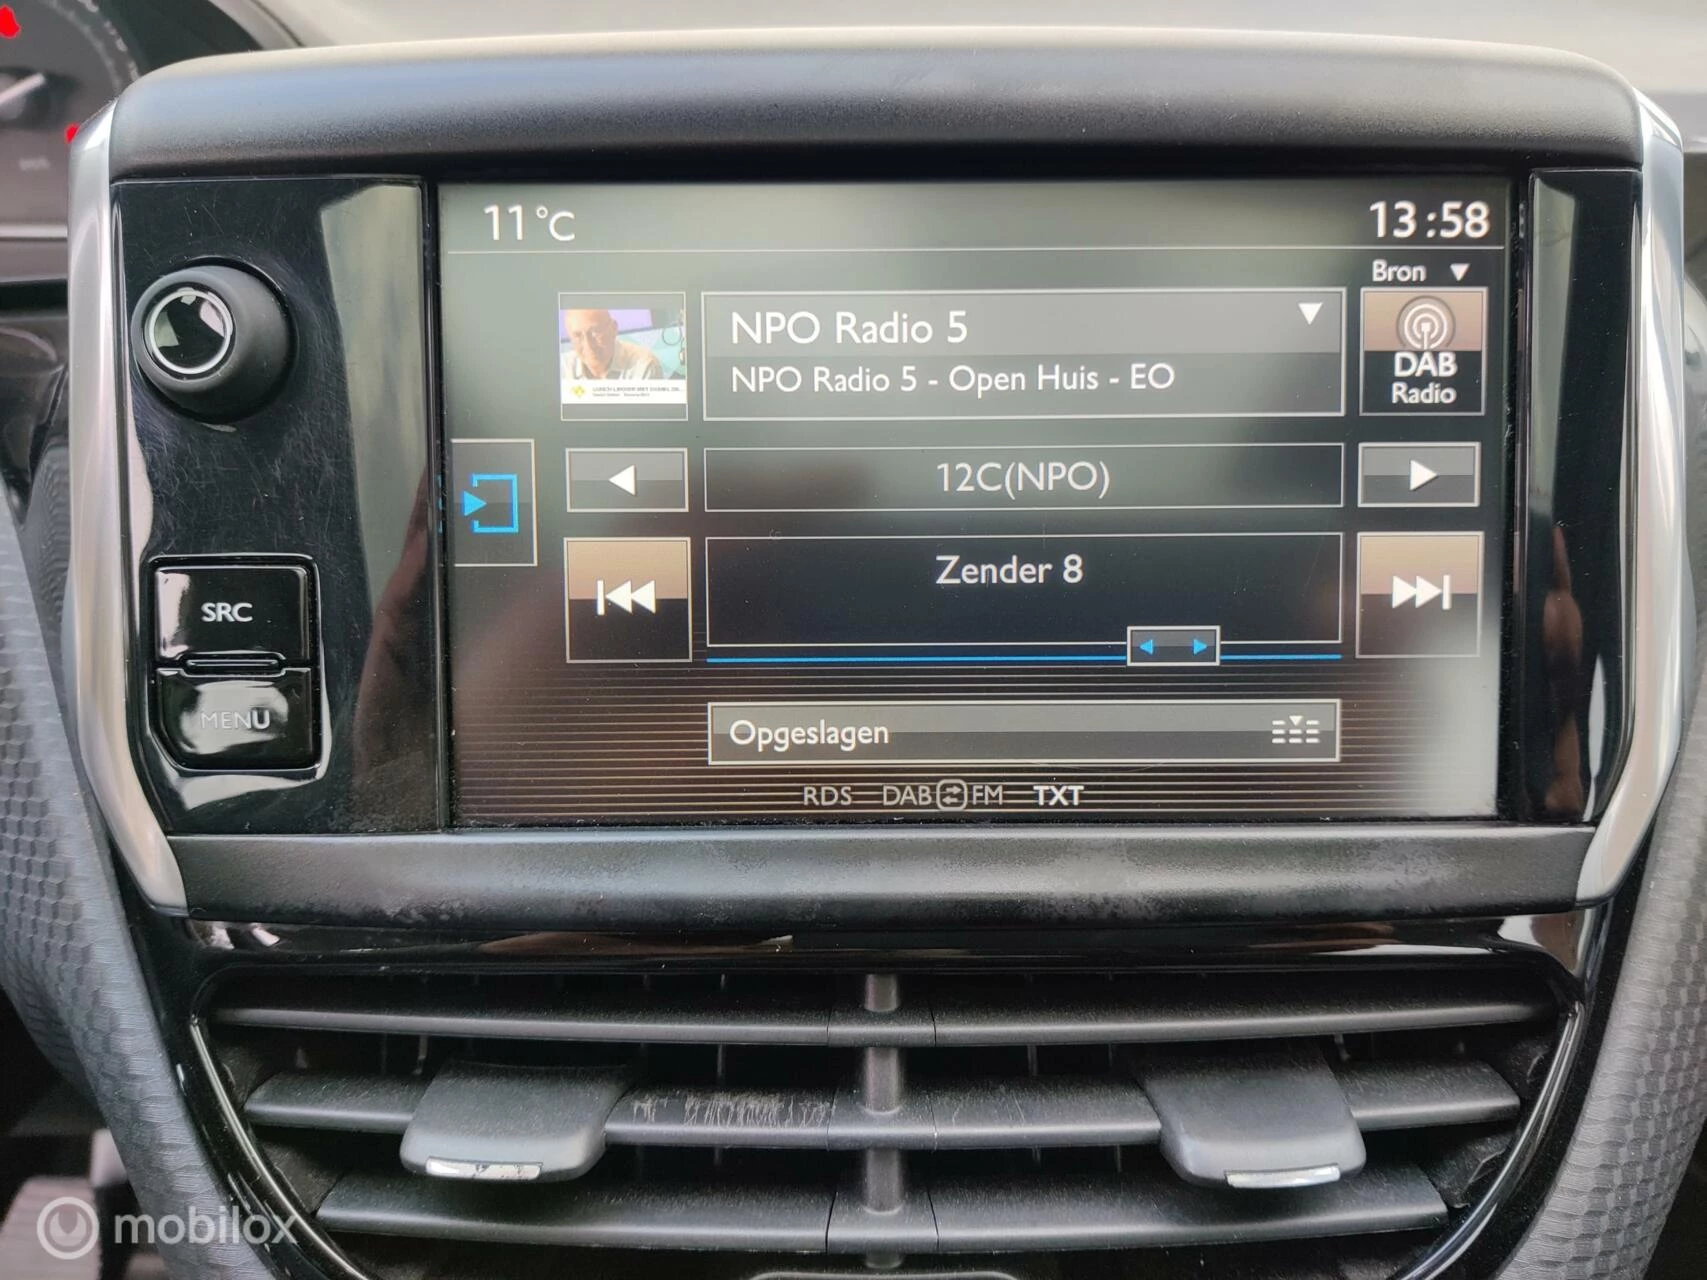 11°C
13:58
Bron
NPO Radio 5
NPO Radio 5 - Open Huis - EO
DAB
Radio
12C(NPO)
Zender 8
SRC
MENU
Opgeslagen
RDS DAB FM TXT
mobilox